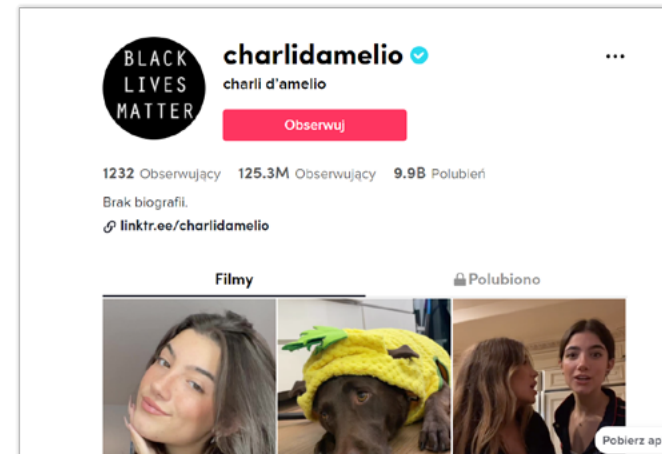 BLACK
LIVES
MATTER
charlidamelio
charli d'amelio
...
Obserwuj
1232 Obserwujący 125.3M Obserwujący 9.9B Polubień
Brak biografii.
linktr.ee/charlidamelio
Filmy Polubiono
Pobierz ap